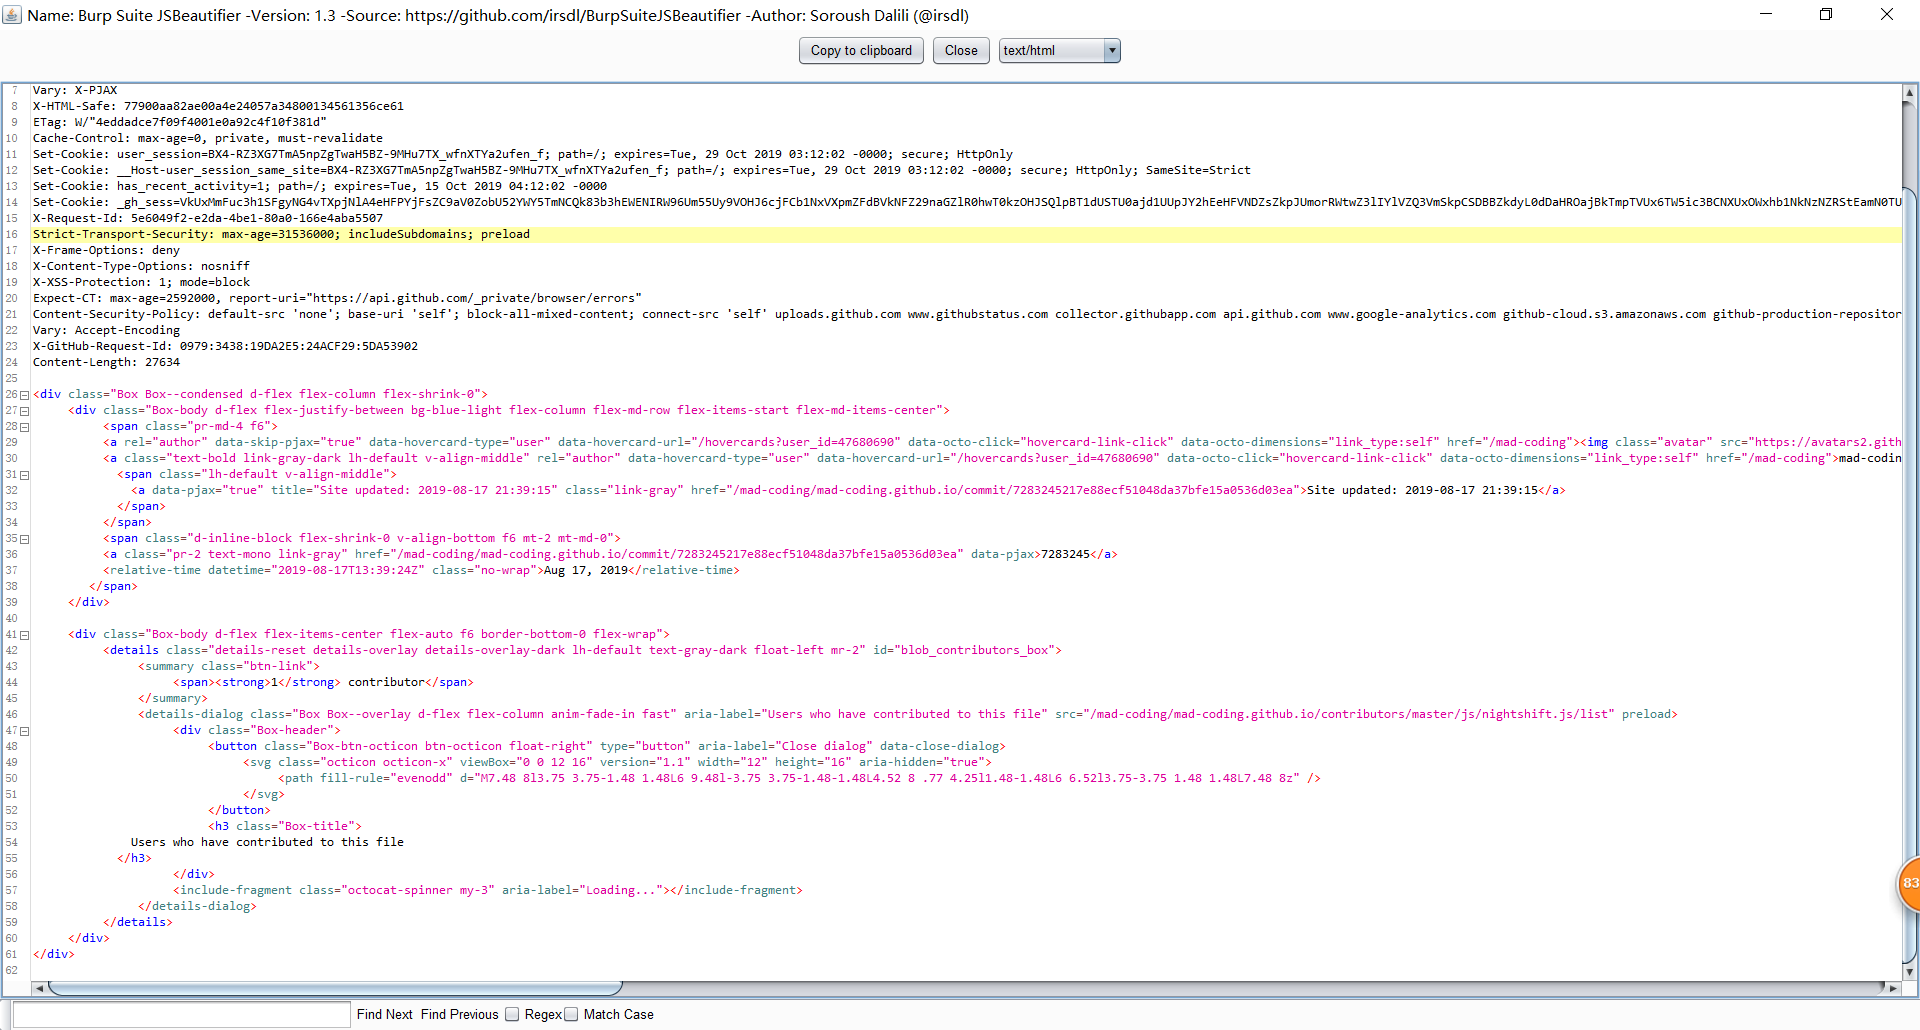 Name: Burp Suite JSBeautifier -Version: 1.3 -Source: https://github.com/irsdl/BurpSuiteJSBeautifier -Author: Soroush Dalili (@irsdl)
Copy to clipboard Close text/html
7 Vary: X-PJAX
8 X-HTML-Safe: 77900aa82ae00a4e24057a34800134561356ce61
9 ETag: W/"4eddadce7f09f4001e0a92c4f10f381d"
10 Cache-Control: max-age=0, private, must-revalidate
11 Set-Cookie: user_session=BX4-RZ3XG7TmA5npZgTwaH5BZ-9MHu7TX_wfnXTYa2ufen_f; path=/; expires=Tue, 29 Oct 2019 03:12:02 -0000; secure; HttpOnly
12 Set-Cookie: __Host-user_session_same_site=BX4-RZ3XG7TmA5npZgTwaH5BZ-9MHu7TX_wfnXTYa2ufen_f; path=/; expires=Tue, 29 Oct 2019 03:12:02 -0000; secure; HttpOnly; SameSite=Strict
13 Set-Cookie: has_recent_activity=1; path=/; expires=Tue, 15 Oct 2019 04:12:02 -0000
14 Set-Cookie:
15 X-Request-Id: 5e6049f2-e2da-4be1-80a0-166e4aba5507
16 Strict-Transport-Security: max-age=31536000; includeSubdomains; preload
17 X-Frame-Options: deny
18 X-Content-Type-Options: nosniff
19 X-XSS-Protection: 1; mode=block
20 Expect-CT: max-age=2592000, report-uri="https://api.github.com/_private/browser/errors"
21 Content-Security-Policy: default-src 'none'; base-uri 'self'; block-all-mixed-content; connect-src 'self' uploads.github.com www.githubstatus.com collector.githubapp.com api.github.com www.google-analytics.com github-cloud.s3.amazonaws.com github-production-repositor
22 Vary: Accept-Encoding
23 X-GitHub-Request-Id: 0979:3438:19DA2E5:24ACF29:5DA53902
24 Content-Length: 27634
25
26 <div class="Box Box--condensed d-flex flex-column flex-shrink-0">
27 <div class="Box-body d-flex flex-justify-between bg-blue-light flex-column flex-md-row flex-items-start flex-md-items-center">
28 <span class="pr-md-4 f6">
29 <a rel="author" data-skip-pjax="true" data-hovercard-type="user" data-hovercard-url="/hovercards?user_id=47680690" data-octo-click="hovercard-link-click" data-octo-dimensions="link_type:self" href="/mad-coding"><img class="avatar" src="https://avatars2.gith
30 <a class="text-bold link-gray-dark lh-default v-align-middle" rel="author" data-hovercard-type="user" data-hovercard-url="/hovercards?user_id=47680690" data-octo-click="hovercard-link-click" data-octo-dimensions="link_type:self" href="/mad-coding">mad-codin
31 <span class="lh-default v-align-middle">
32 <a data-pjax="true" title="Site updated: 2019-08-17 21:39:15" class="link-gray" href="/mad-coding/mad-coding.github.io/commit/7283245217e88ecf51048da37bfe15a0536d03ea">Site updated: 2019-08-17 21:39:15</a>
33 </span>
34 </span>
35 <span class="d-inline-block flex-shrink-0 v-align-bottom f6 mt-2 mt-md-0">
36 <a class="pr-2 text-mono link-gray" href="/mad-coding/mad-coding.github.io/commit/7283245217e88ecf51048da37bfe15a0536d03ea" data-pjax>7283245</a>
37 <relative-time datetime="2019-08-17T13:39:24Z" class="no-wrap">Aug 17, 2019</relative-time>
38 </span>
39 </div>
40
41 <div class="Box-body d-flex flex-items-center flex-auto f6 border-bottom-0 flex-wrap">
42 <details class="details-reset details-overlay details-overlay-dark lh-default text-gray-dark float-left mr-2" id="blob_contributors_box">
43 <summary class="btn-link">
44 <span><strong>1</strong> contributor</span>
45 </summary>
46 <details-dialog class="Box Box--overlay d-flex flex-column anim-fade-in fast" aria-label="Users who have contributed to this file" src="/mad-coding/mad-coding.github.io/contributors/master/js/nightshift.js/list" preload>
47 <div class="Box-header">
48 <button class="Box-btn-octicon btn-octicon float-right" type="button" aria-label="Close dialog" data-close-dialog>
49 <svg class="octicon octicon-x" viewBox="0 0 12 16" version="1.1" width="12" height="16" aria-hidden="true">
50 <path fill-rule="evenodd" d="M7.48 8l3.75 3.75-1.48 1.48L6 9.48l-3.75 3.75-1.48-1.48L4.52 8 .77 4.25l1.48-1.48L6 6.52l3.75-3.75 1.48 1.48L7.48 8z" />
51 </svg>
52 </button>
53 <h3 class="Box-title">
54 Users who have contributed to this file
55 </h3>
56 </div>
57 <include-fragment class="octocat-spinner my-3" aria-label="Loading..."></include-fragment>
58 </details-dialog>
59 </details>
60 </div>
61 </div>
62
83
Find Next Find Previous Regex Match Case